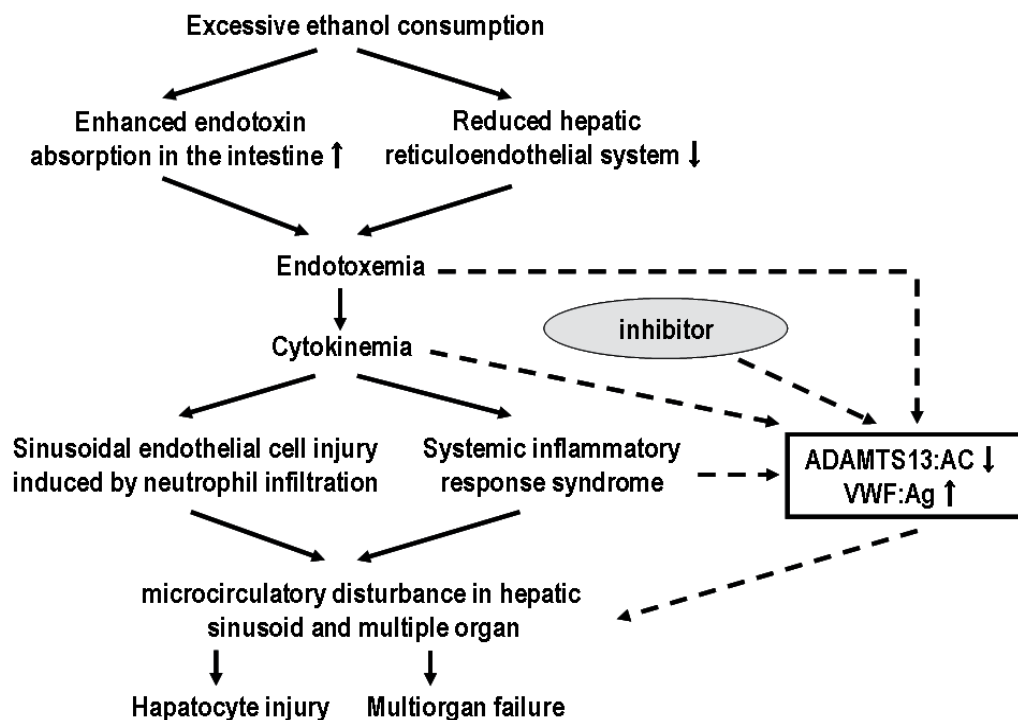 Excessive ethanol consumption
Enhanced endotoxin
absorption in the intestine ↑
Reduced hepatic
reticuloendothelial system ↓
Endotoxemia
inhibitor
Cytokinemia
Sinusoidal endothelial cell injury
induced by neutrophil infiltration
Systemic inflammatory
response syndrome
ADAMTS13:AC ↓
VWF:Ag ↑
microcirculatory disturbance in hepatic
sinusoid and multiple organ
Hapatocyte injury
Multiorgan failure